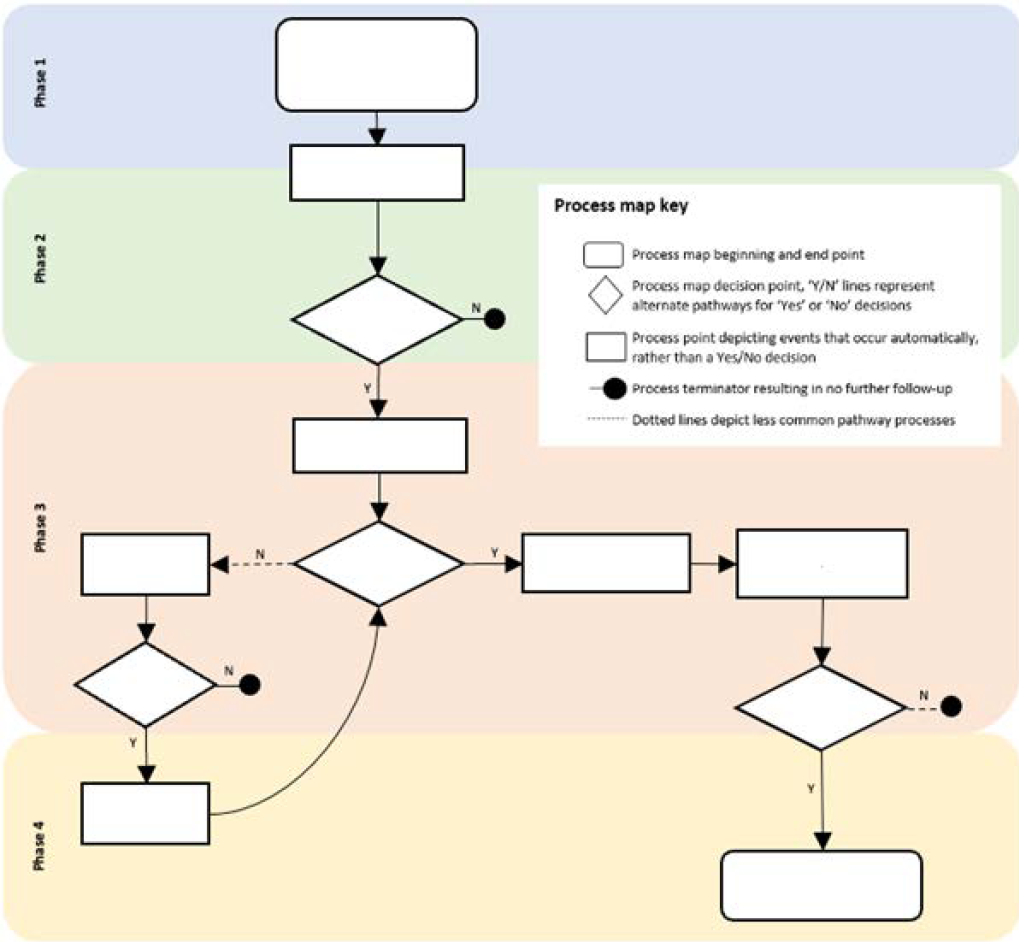 Phase 1
Phase 2
Process map key
Process map beginning and end point
Process map decision point, ‘Y/N’ lines represent
alternate pathways for ‘Yes’ or ‘No’ decisions
Process point depicting events that occur automatically,
rather than a Yes/No decision
Process terminator resulting in no further follow-up
Dotted lines depict less common pathway processes
N
Y
Phase 3
N
Y
N
N
Y
Y
Phase 4